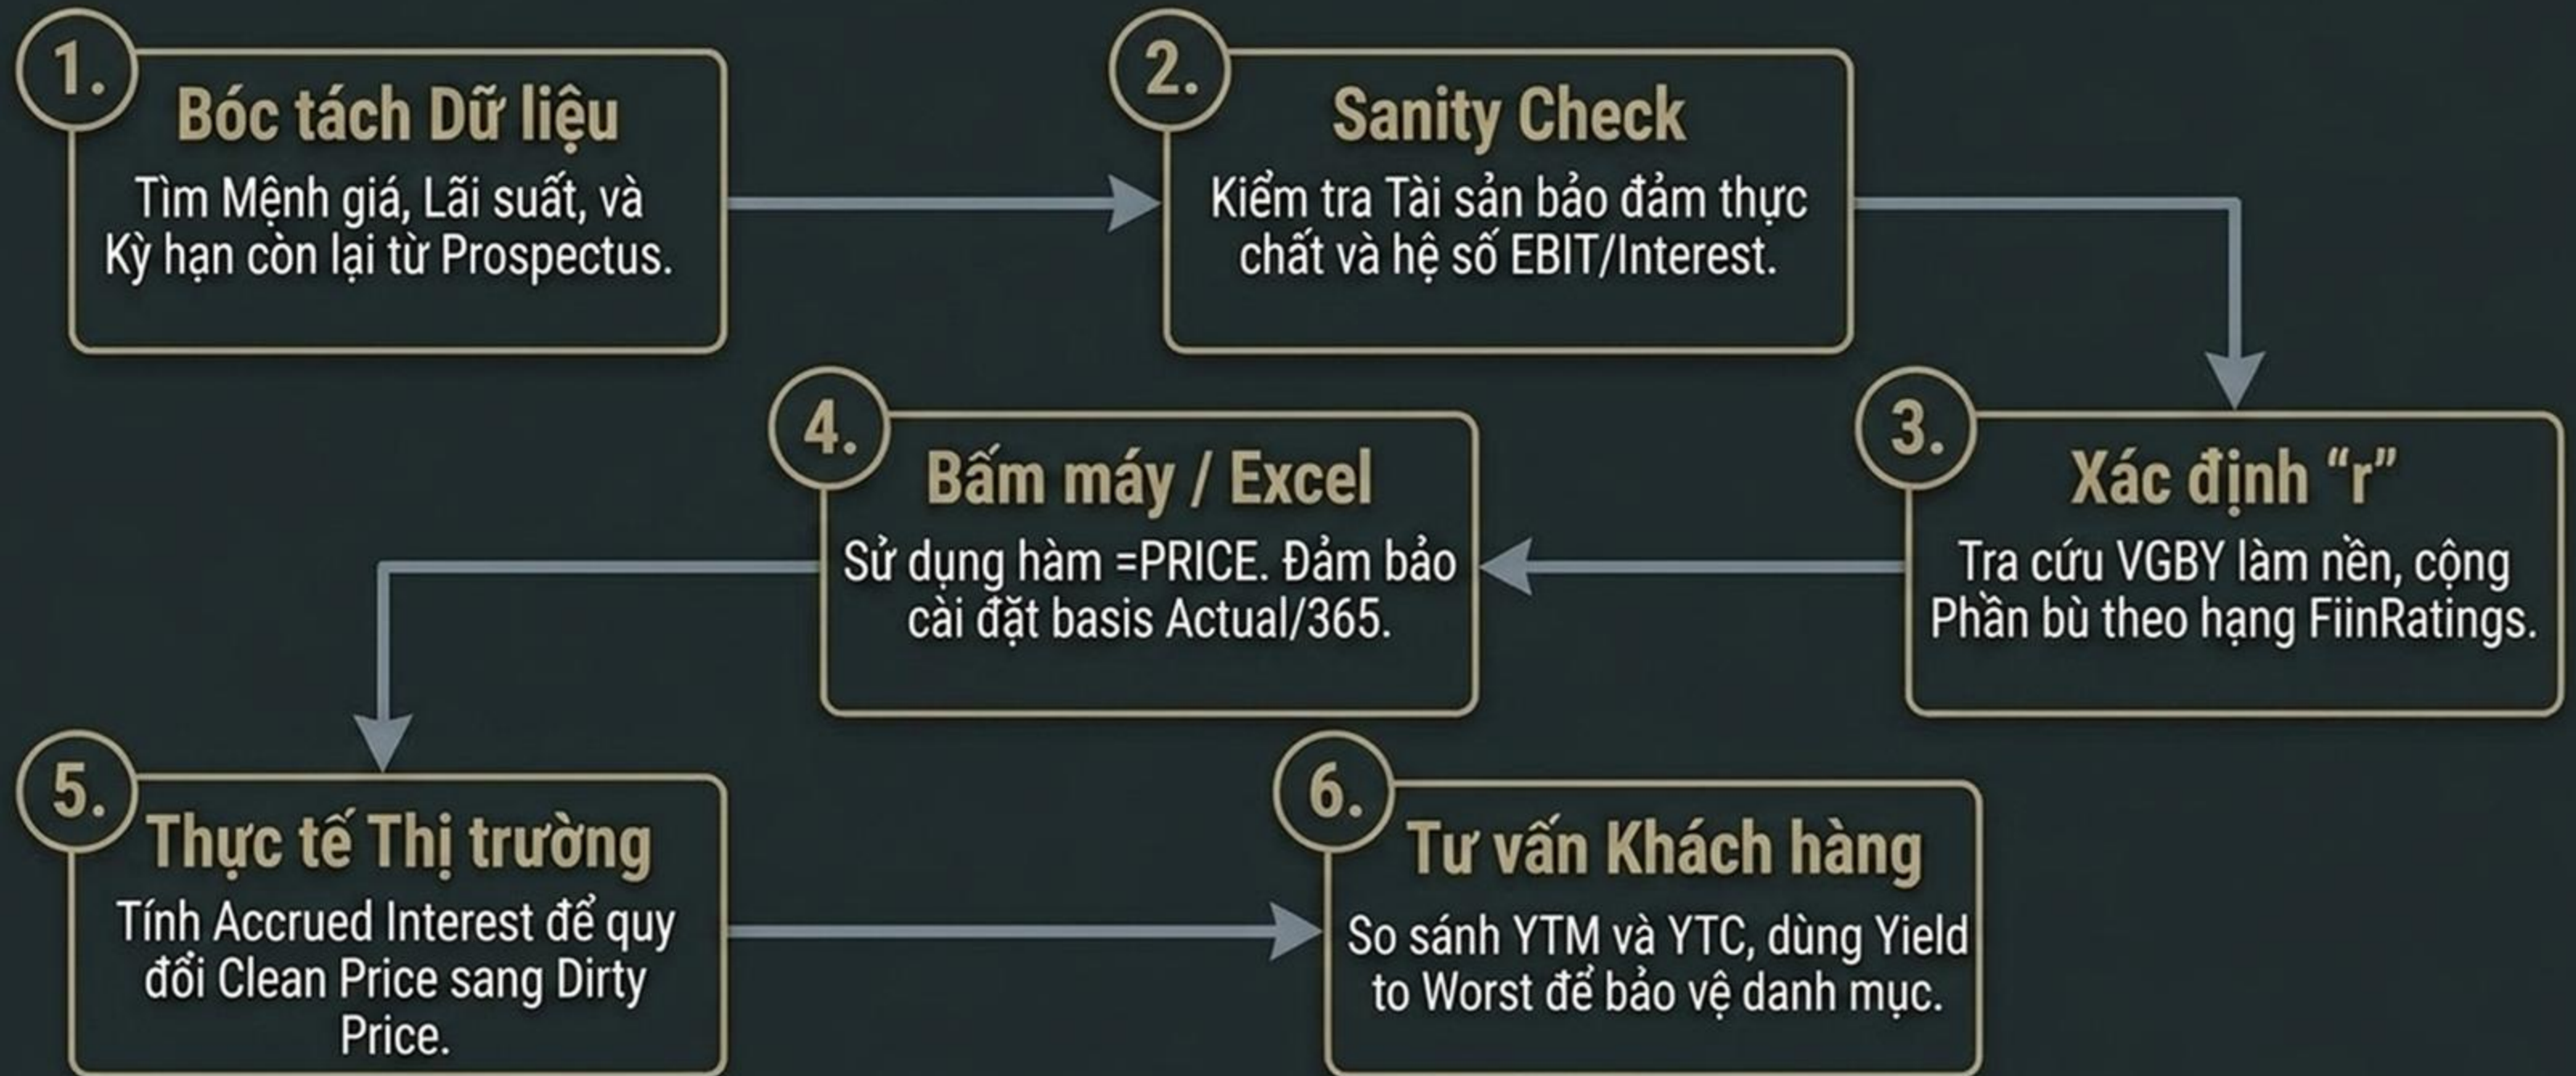 1.
Bóc tách Dữ liệu
Tìm Mệnh giá, Lãi suất, và
Kỳ hạn còn lại từ Prospectus.
2.
Sanity Check
Kiểm tra Tài sản bảo đảm thực
chất và hệ số EBIT/Interest.
3.
Xác định “r”
Tra cứu VGBY làm nền, cộng
Phần bù theo hạng FiinRatings.
4.
Bấm máy / Excel
Sử dụng hàm =PRICE. Đảm bảo
cài đặt basis Actual/365.
5.
Thực tế Thị trường
Tính Accrued Interest để quy
đổi Clean Price sang Dirty
Price.
6.
Tư vấn Khách hàng
So sánh YTM và YTC, dùng Yield
to Worst để bảo vệ danh mục.